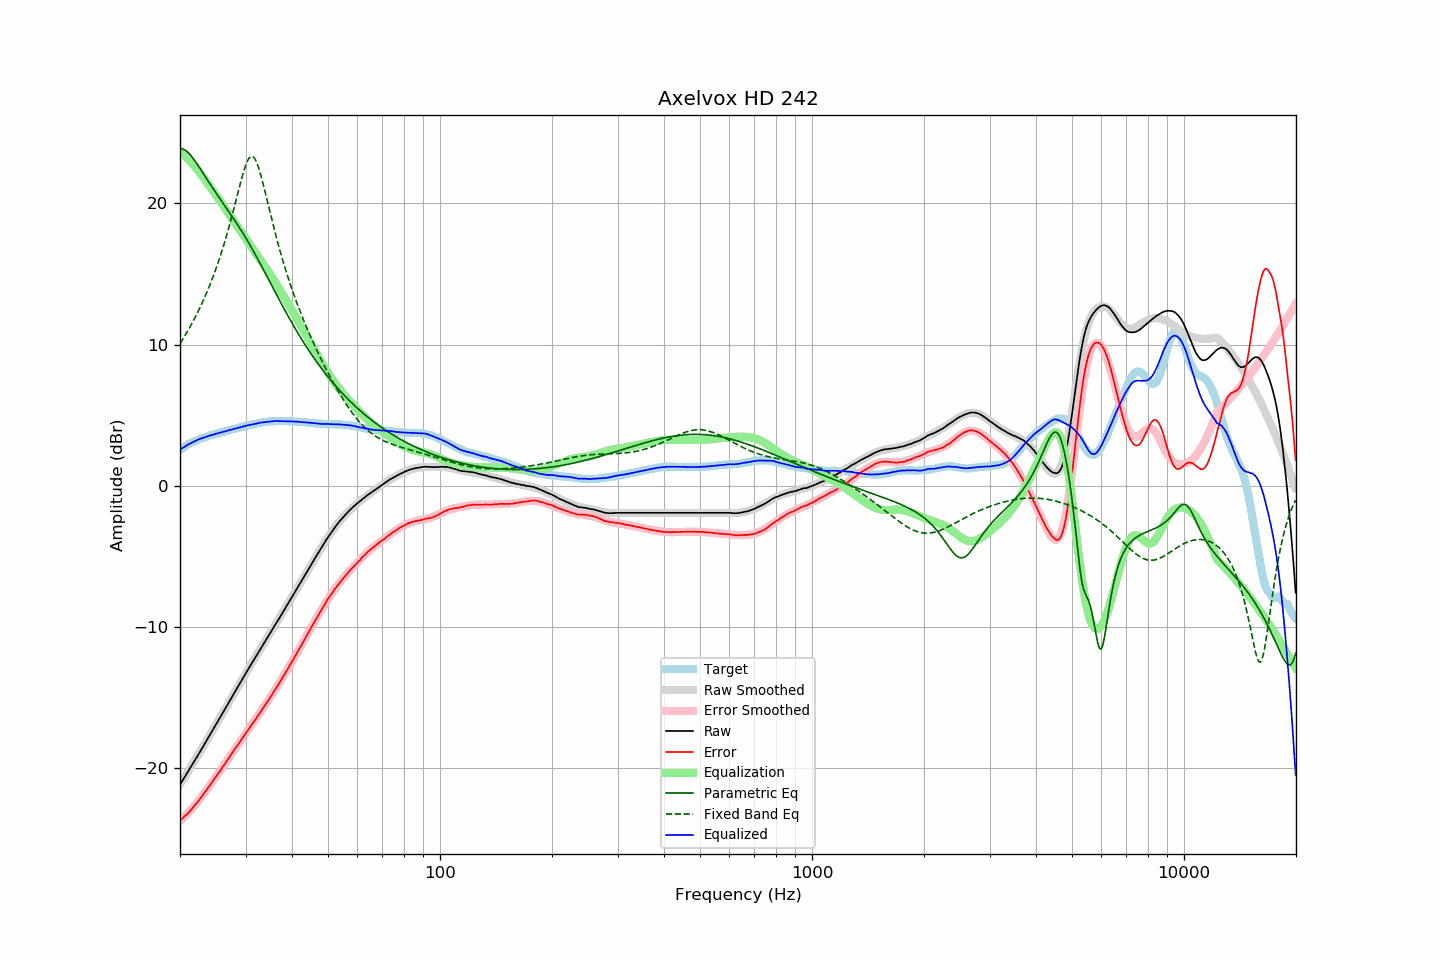 Axelvox HD 242
Amplitude (dBr)
20
10
0
−10
−20
Target
Raw Smoothed
Error Smoothed
Raw
Error
Equalization
Parametric Eq
Fixed Band Eq
Equalized
100
1000
10000
Frequency (Hz)